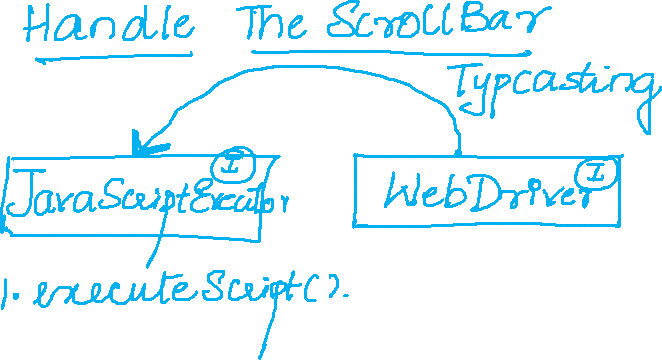 Handle The ScrollBar
Typcasting
I
I
JavaScriptExecutor
WebDriver
1. executeScript().